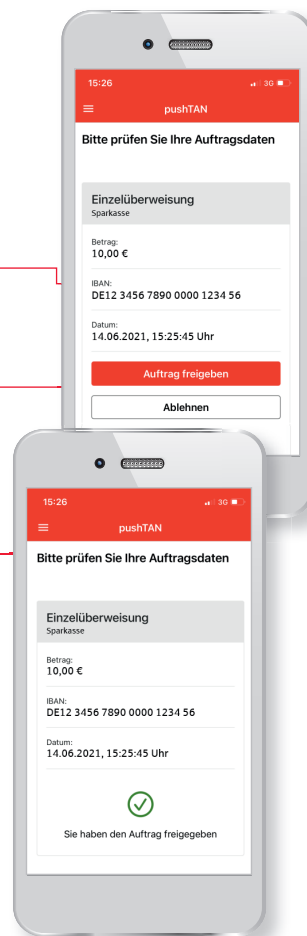 15:26
3G
pushTAN
Bitte prüfen Sie Ihre Auftragsdaten
Einzelüberweisung
Sparkasse
Betrag:
10,00 €
IBAN:
DE12 3456 7890 0000 1234 56
Datum:
14.06.2021, 15:25:45 Uhr
Auftrag freigeben
Ablehnen
15:26
3G
pushTAN
Bitte prüfen Sie Ihre Auftragsdaten
Einzelüberweisung
Sparkasse
Betrag:
10,00 €
IBAN:
DE12 3456 7890 0000 1234 56
Datum:
14.06.2021, 15:25:45 Uhr
Sie haben den Auftrag freigegeben